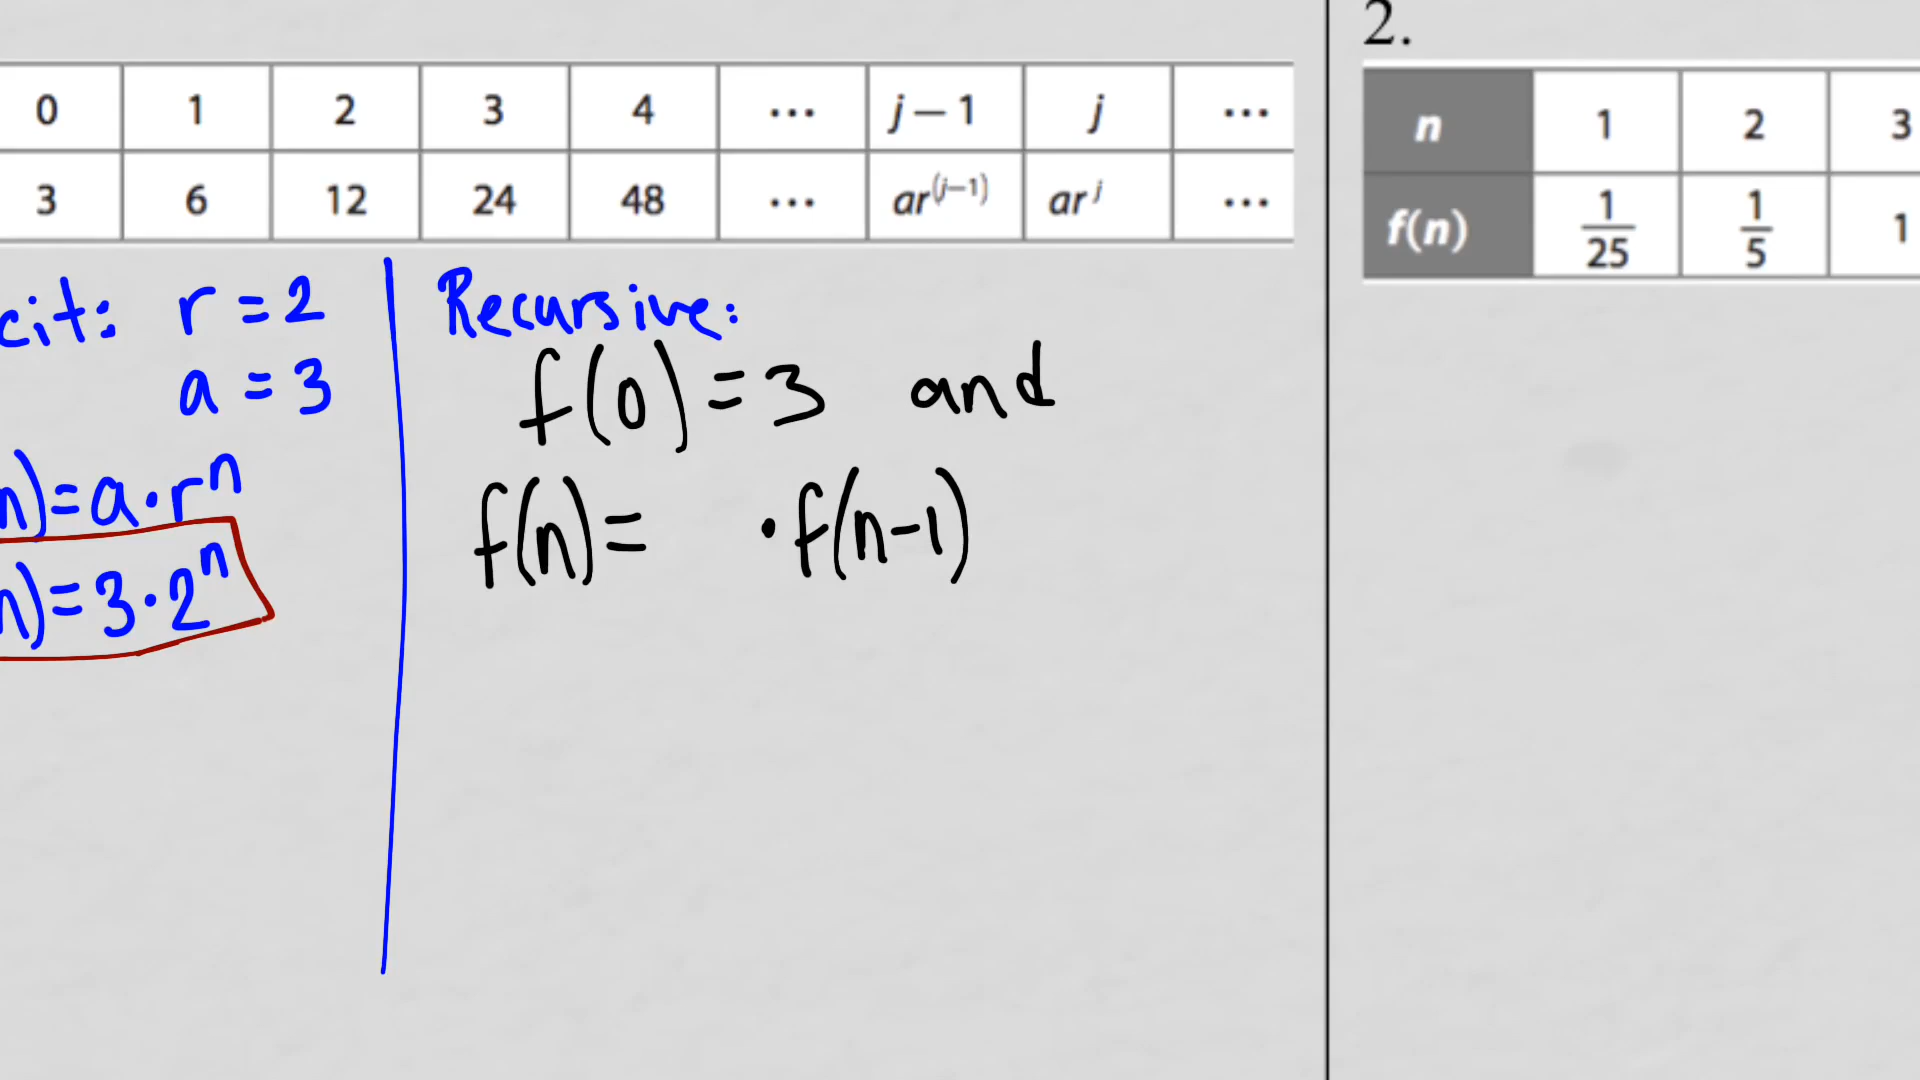 0 1 2 3 4 ... j – 1 j ...
3 6 12 24 48 ... ar^(j–1) ar^j ...
cit: r = 2
a = 3
n) = a · r^n
n) = 3 · 2^n
Recursive:
f(0) = 3 and
f(n) = · f(n-1)
2.
n 1 2 3
f(n) 1/25 1/5 1